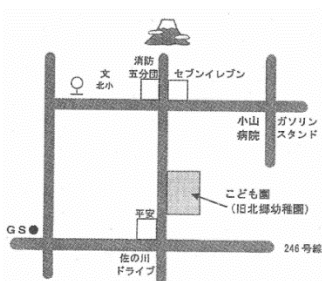 消防
五分団
セブンイレブン
文
北小
小山
病院
ガソリン
スタンド
こども園
(旧北郷幼稚園)
平安
GS
246号線
佐の川
ドライブ